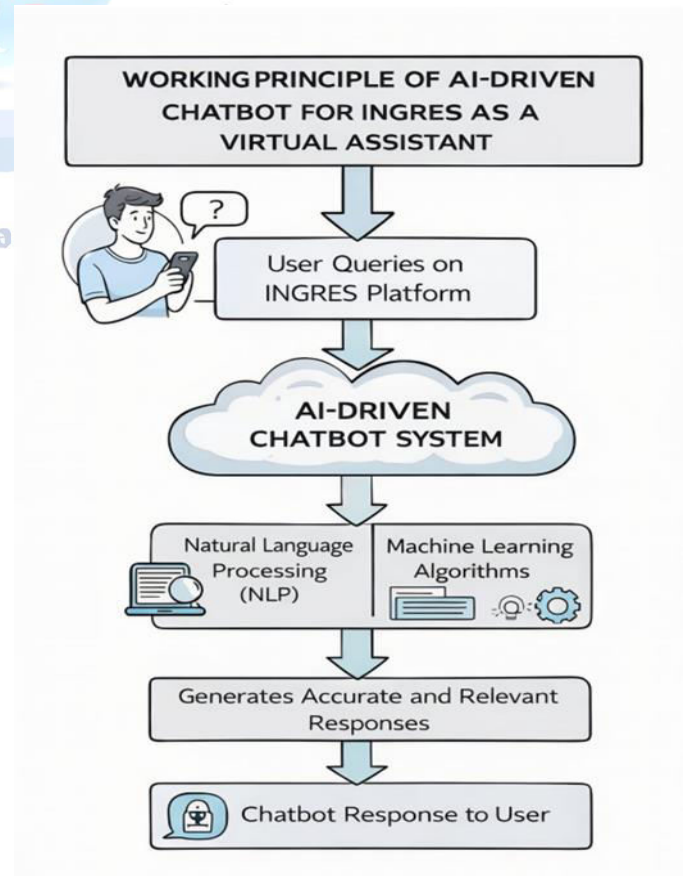 WORKING PRINCIPLE OF AI-DRIVEN
CHATBOT FOR INGRES AS A
VIRTUAL ASSISTANT
?
User Queries on
INGRES Platform
AI-DRIVEN
CHATBOT SYSTEM
Natural Language
Processing
(NLP)
Machine Learning
Algorithms
Generates Accurate and Relevant
Responses
Chatbot Response to User